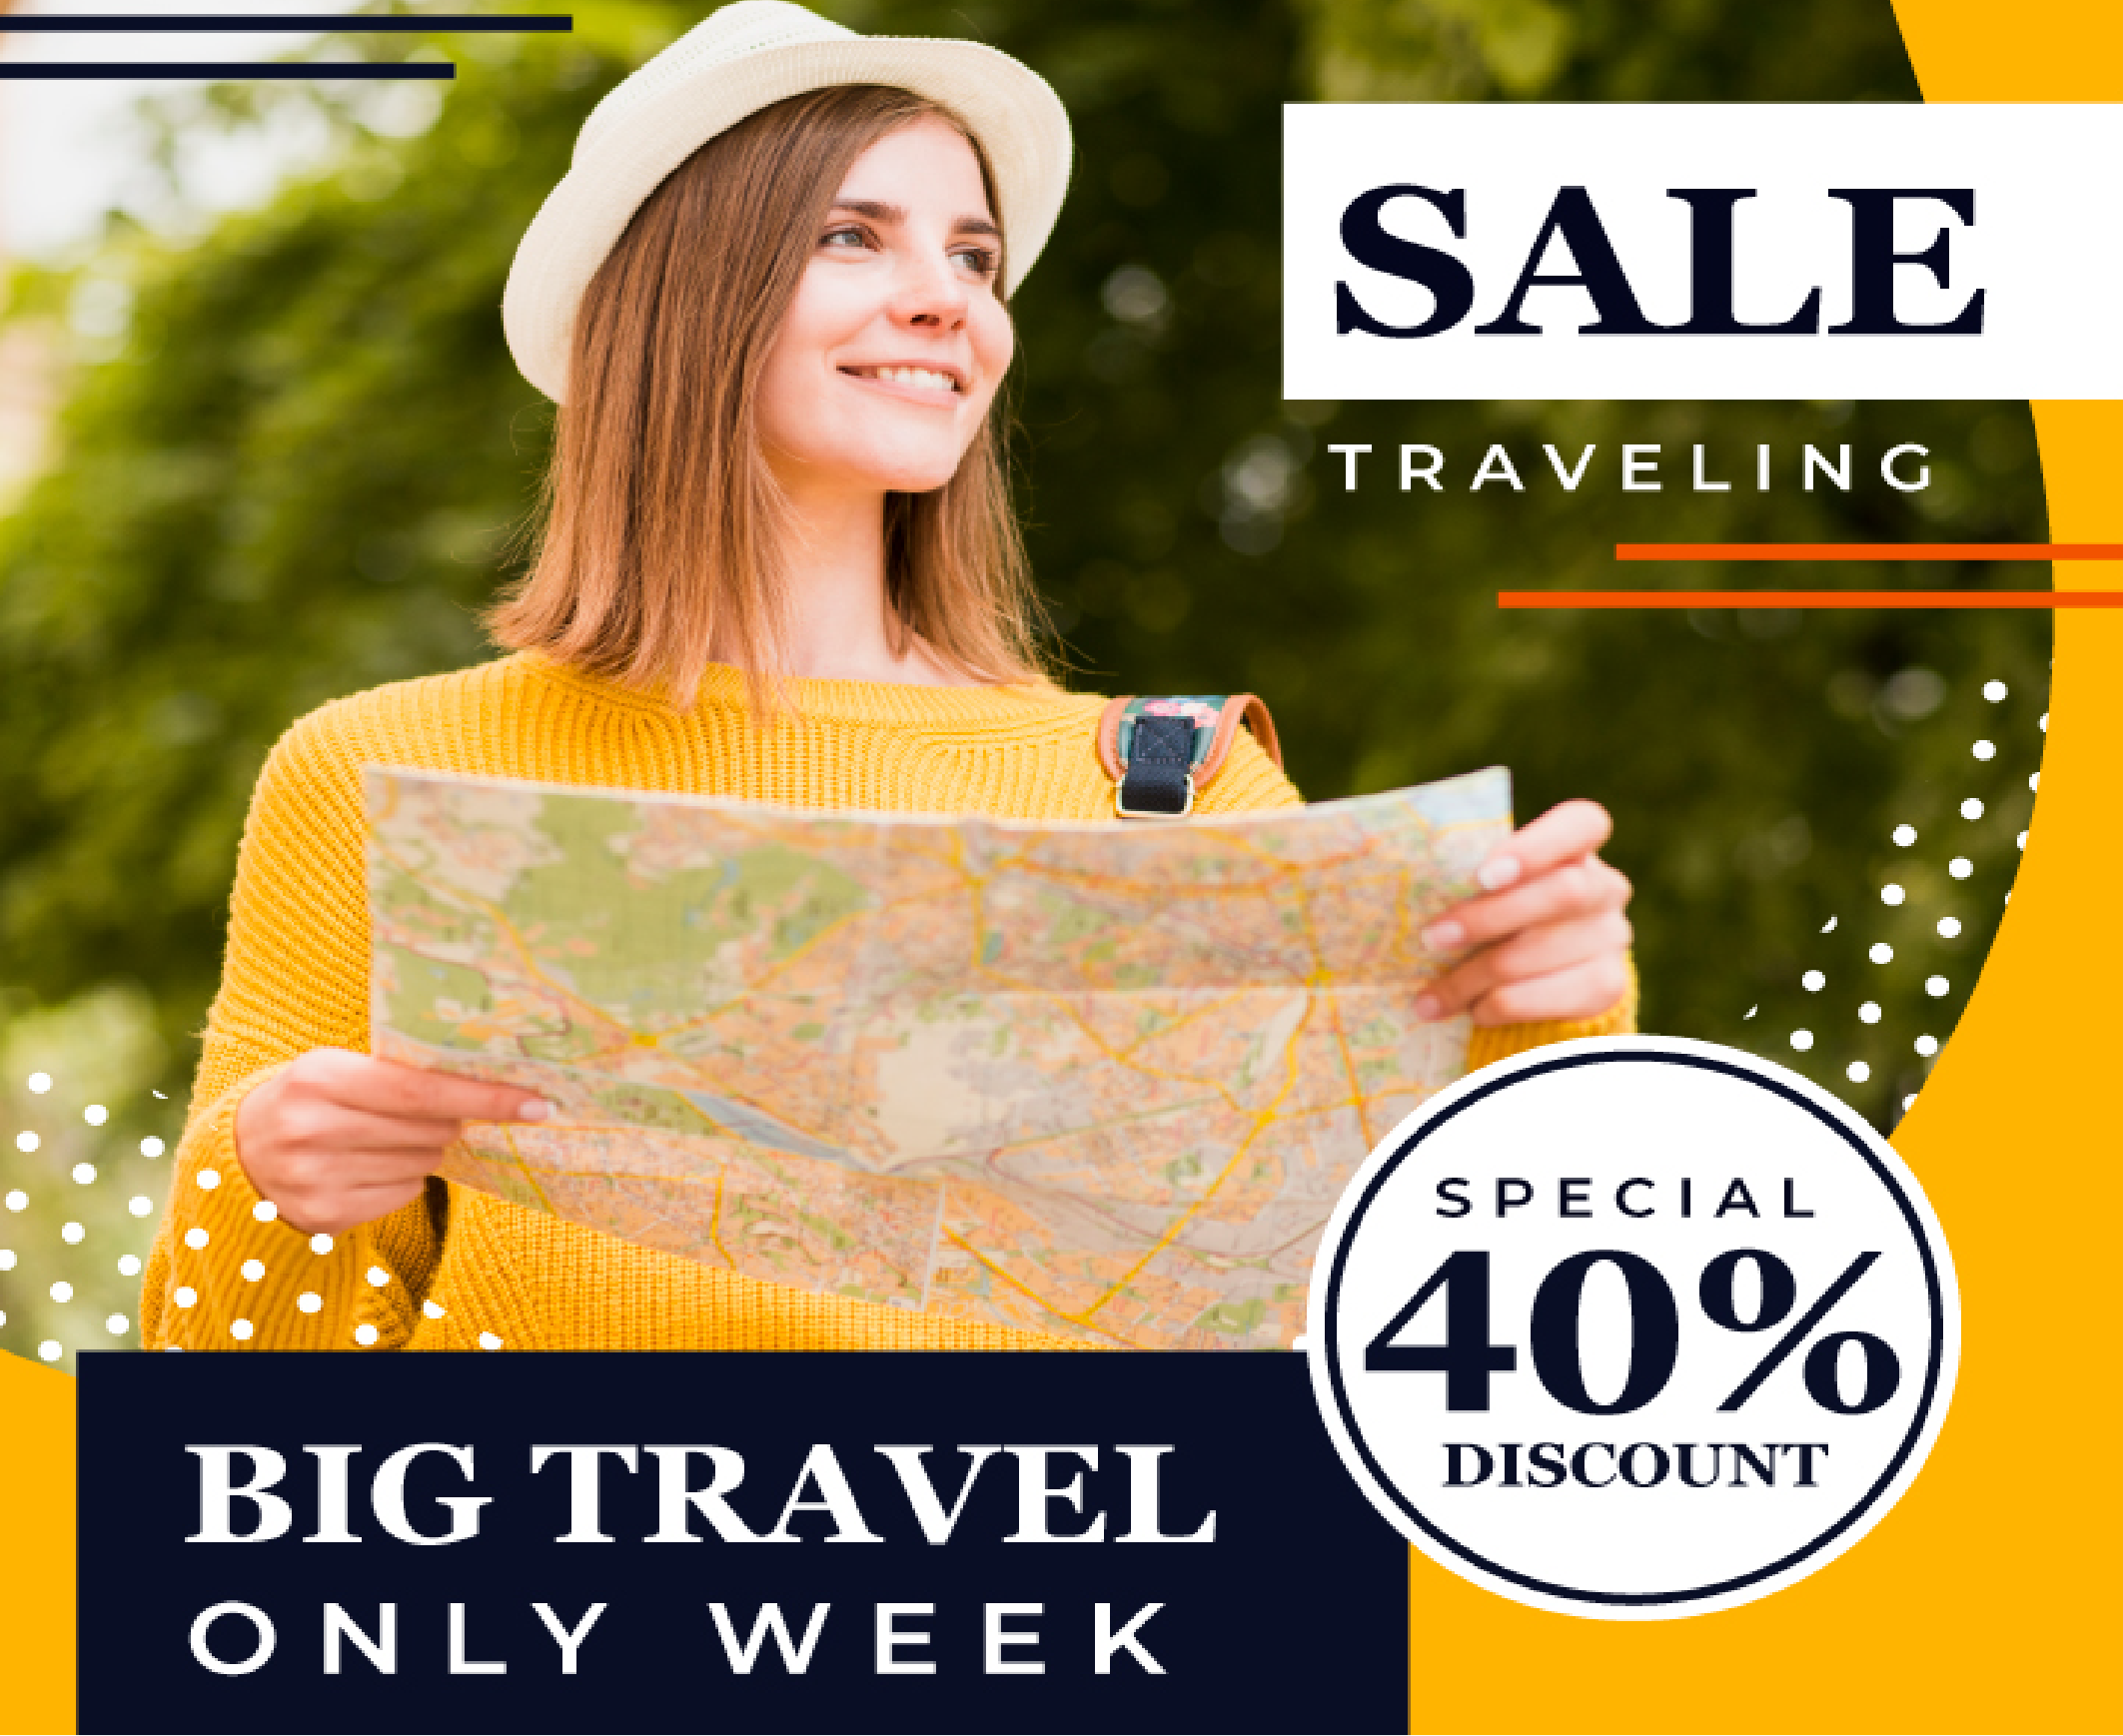 SALE
TRAVELING
SPECIAL
40%
DISCOUNT
BIG TRAVEL
ONLY WEEK